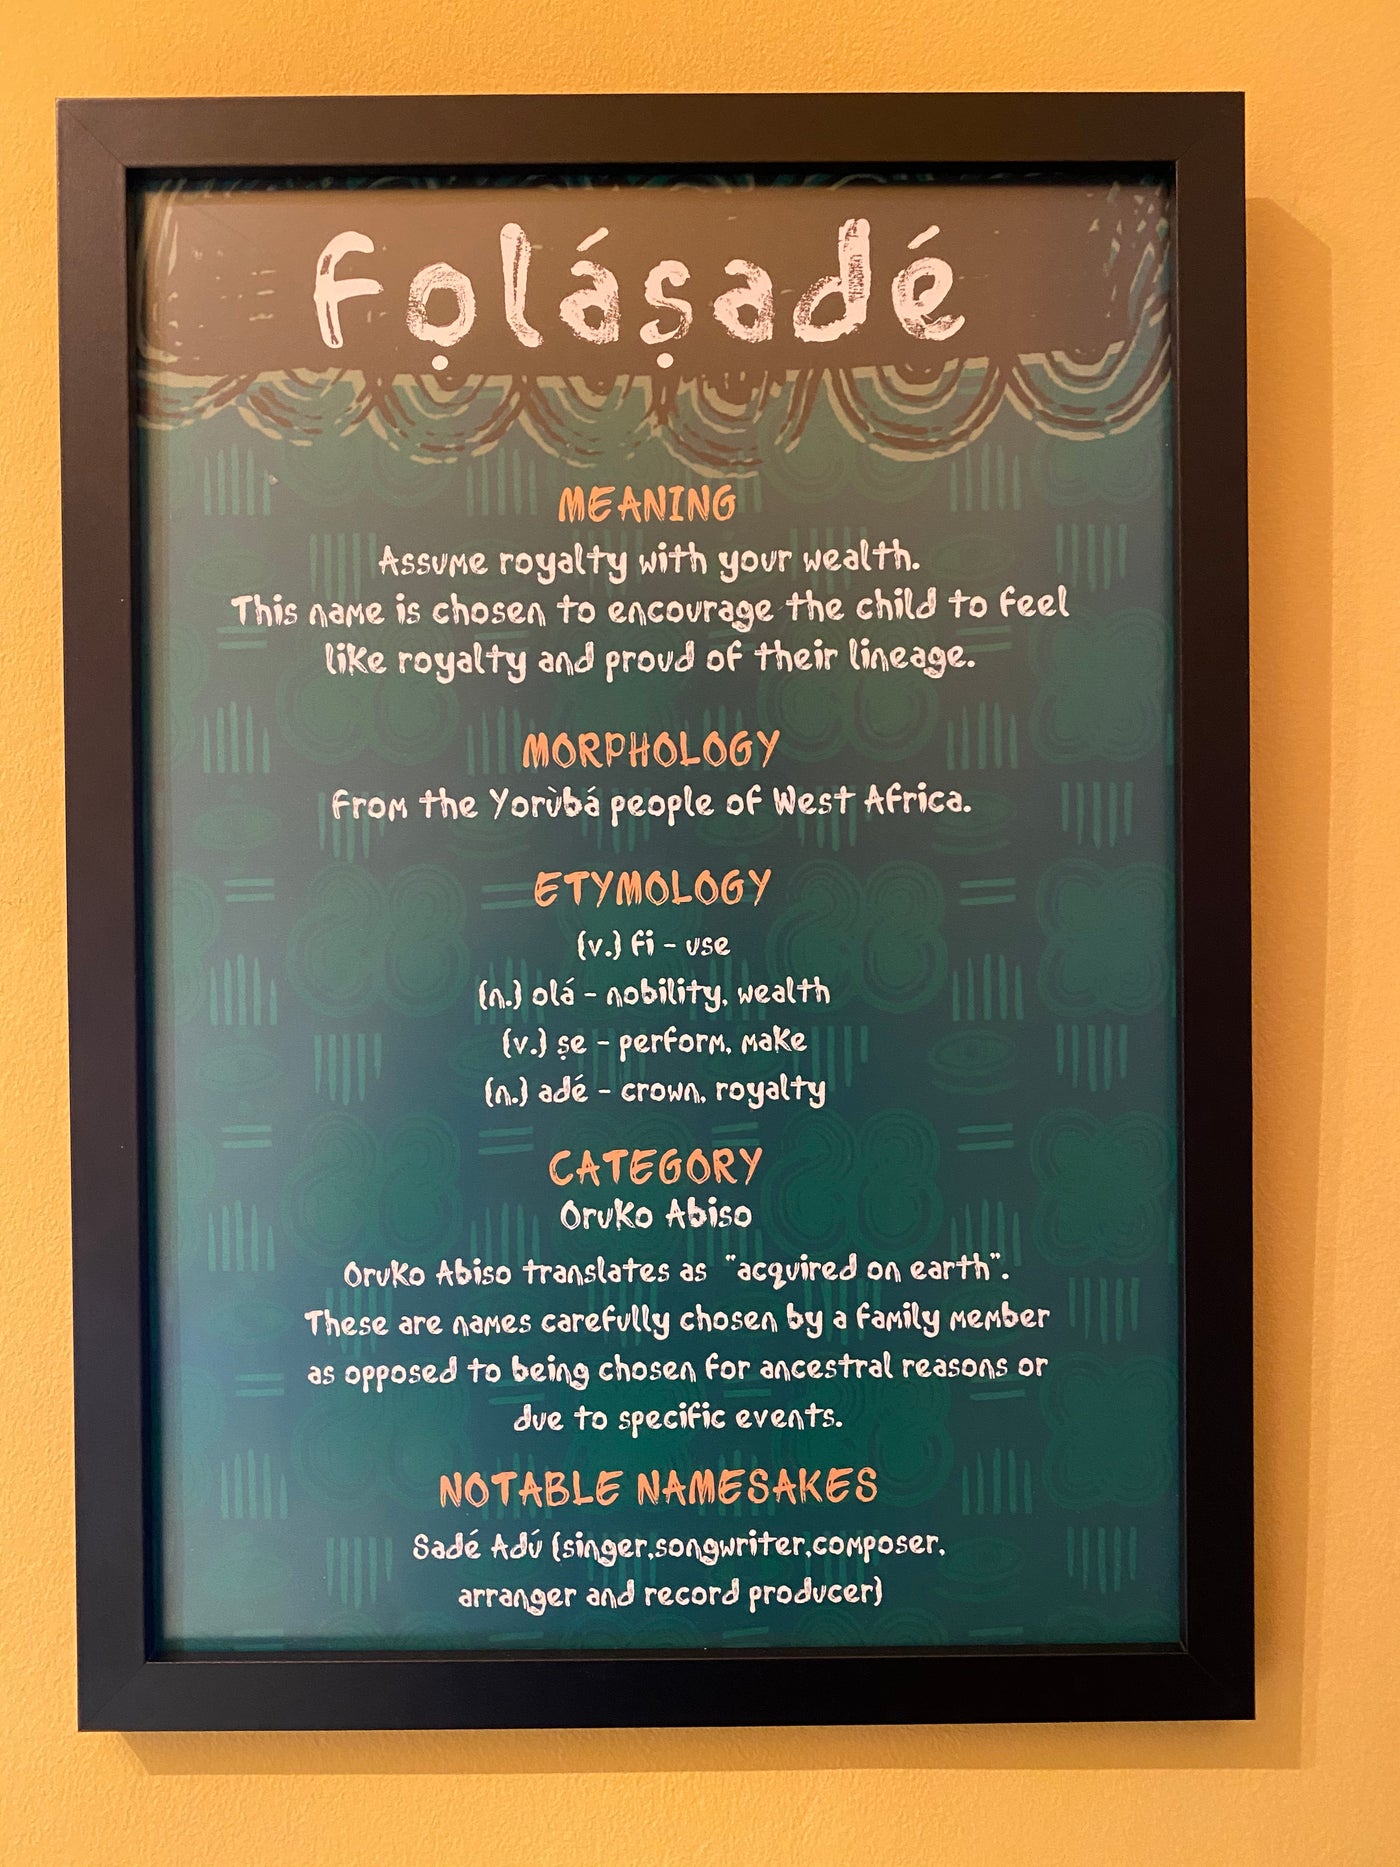 Fọláṣadé
MEANING
Assume royalty with your wealth.
This name is chosen to encourage the child to feel
like royalty and proud of their lineage.
MORPHOLOGY
From the Yorùbá people of West Africa.
ETYMOLOGY
(v.) fi - use
(n.) olá - nobility, wealth
(v.) ṣe - perform, make
(n.) adé - crown, royalty
CATEGORY
Oruko Abiso
Oruko Abiso translates as "acquired on earth".
These are names carefully chosen by a family member
as opposed to being chosen for ancestral reasons or
due to specific events.
NOTABLE NAMESAKES
Sadé Adú (singer,songwriter,composer,
arranger and record producer)